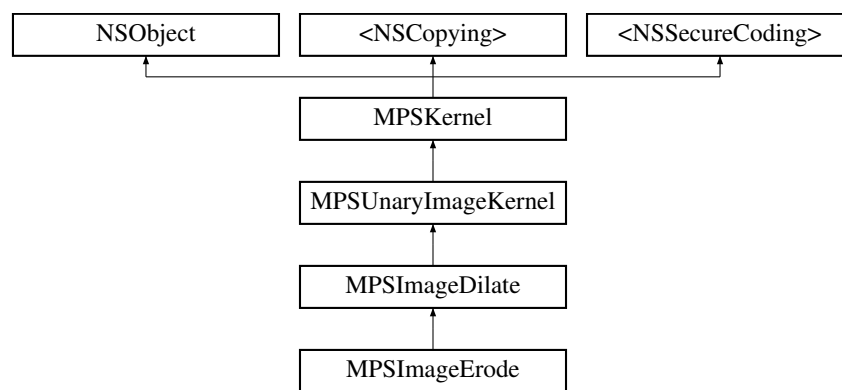 NSObject
<NSCopying>
<NSSecureCoding>
MPSKernel
MPSUnaryImageKernel
MPSImageDilate
MPSImageErode